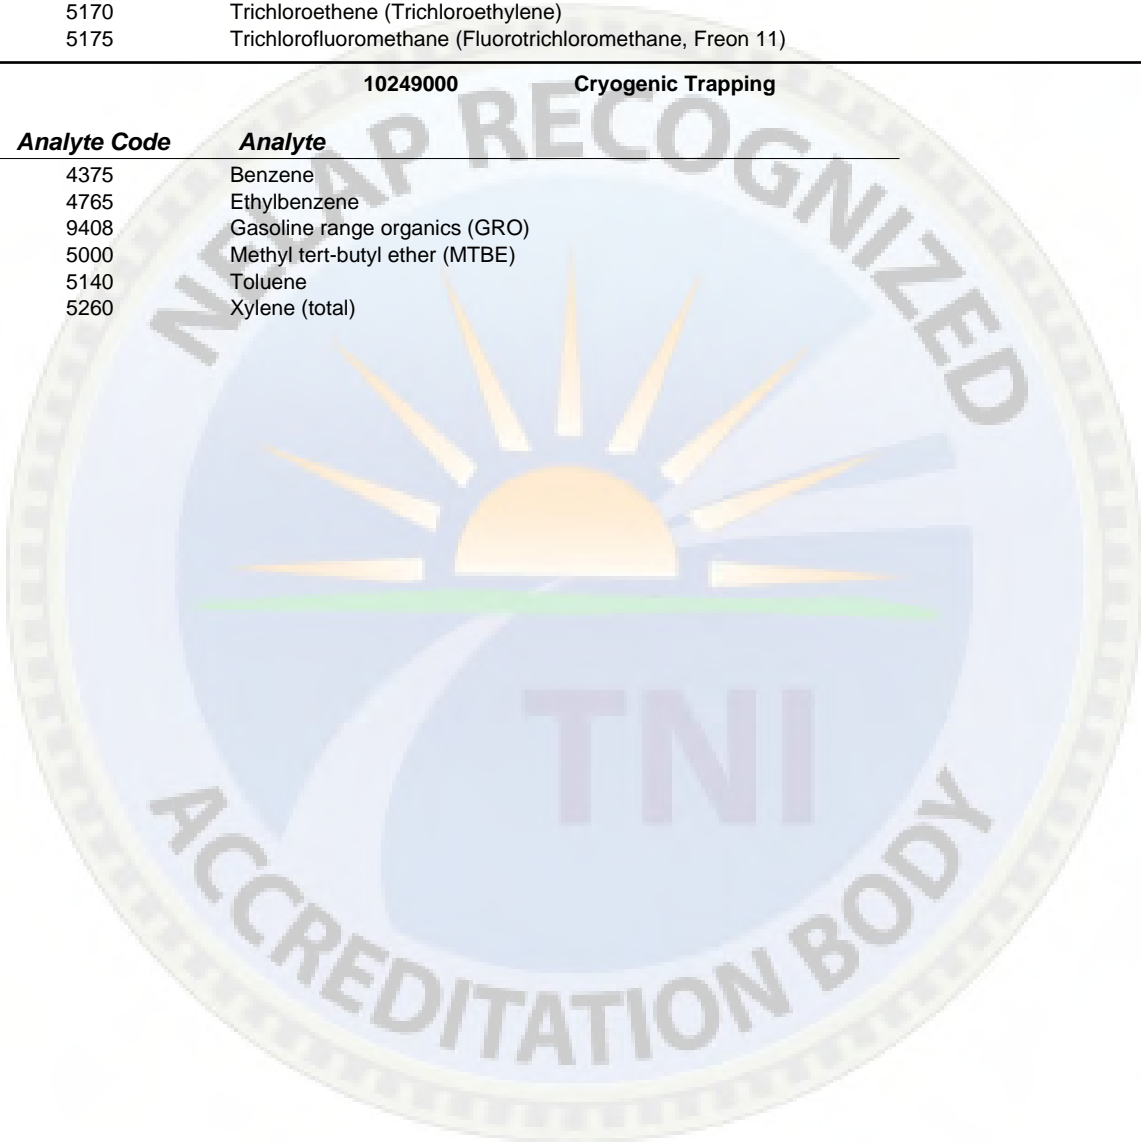 5170 Trichloroethene (Trichloroethylene)
5175 Trichlorofluoromethane (Fluorotrichloromethane, Freon 11)
10249000 Cryogenic Trapping
Analyte Code Analyte
4375 Benzene
4765 Ethylbenzene
9408 Gasoline range organics (GRO)
5000 Methyl tert-butyl ether (MTBE)
5140 Toluene
5260 Xylene (total)
NELAP RECOGNIZED
TNI
ACCREDITATION BODY